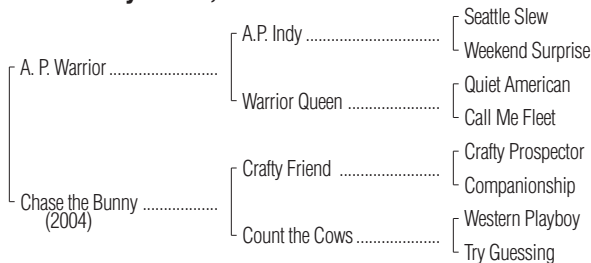 Seattle Slew
A.P. Indy ..............................
Weekend Surprise
A. P. Warrior ........................
Quiet American
Warrior Queen .....................
Call Me Fleet
Crafty Prospector
Crafty Friend ......................
Companionship
Chase the Bunny ................
(2004)
Western Playboy
Count the Cows ..................
Try Guessing